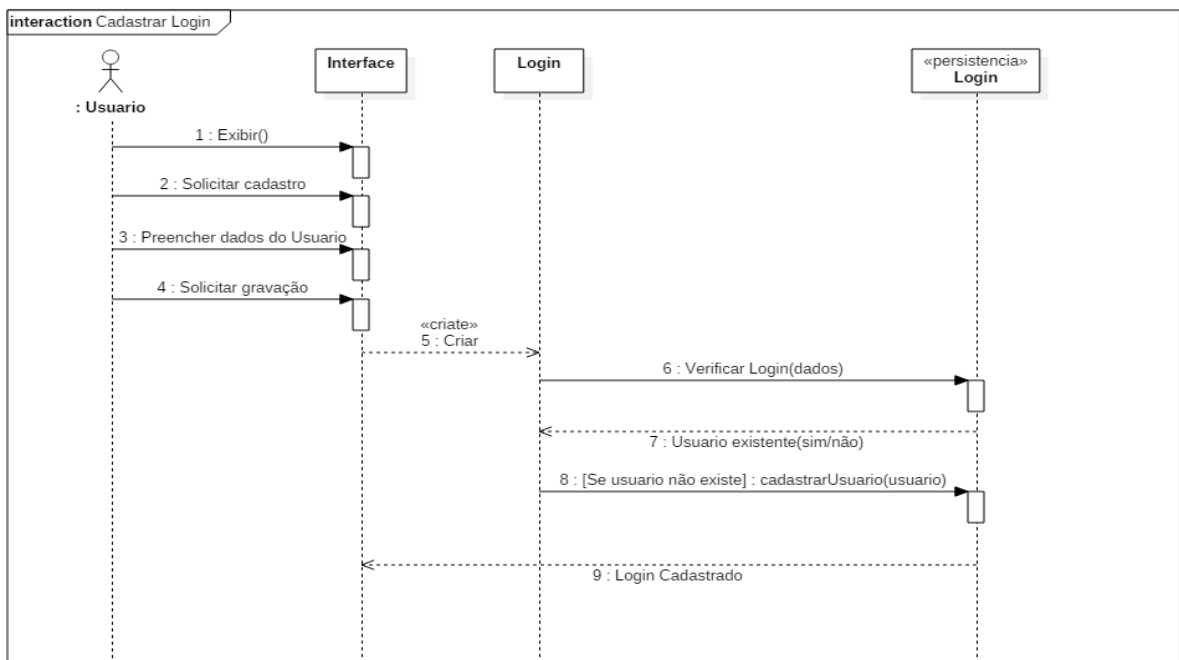 interaction Cadastrar Login
: Usuario
Interface
Login
«persistencia»
Login
1 : Exibir()
2 : Solicitar cadastro
3 : Preencher dados do Usuario
4 : Solicitar gravação
«criate»
5 : Criar
6 : Verificar Login(dados)
7 : Usuario existente(sim/não)
8 : [Se usuario não existe] : cadastrarUsuario(usuario)
9 : Login Cadastrado